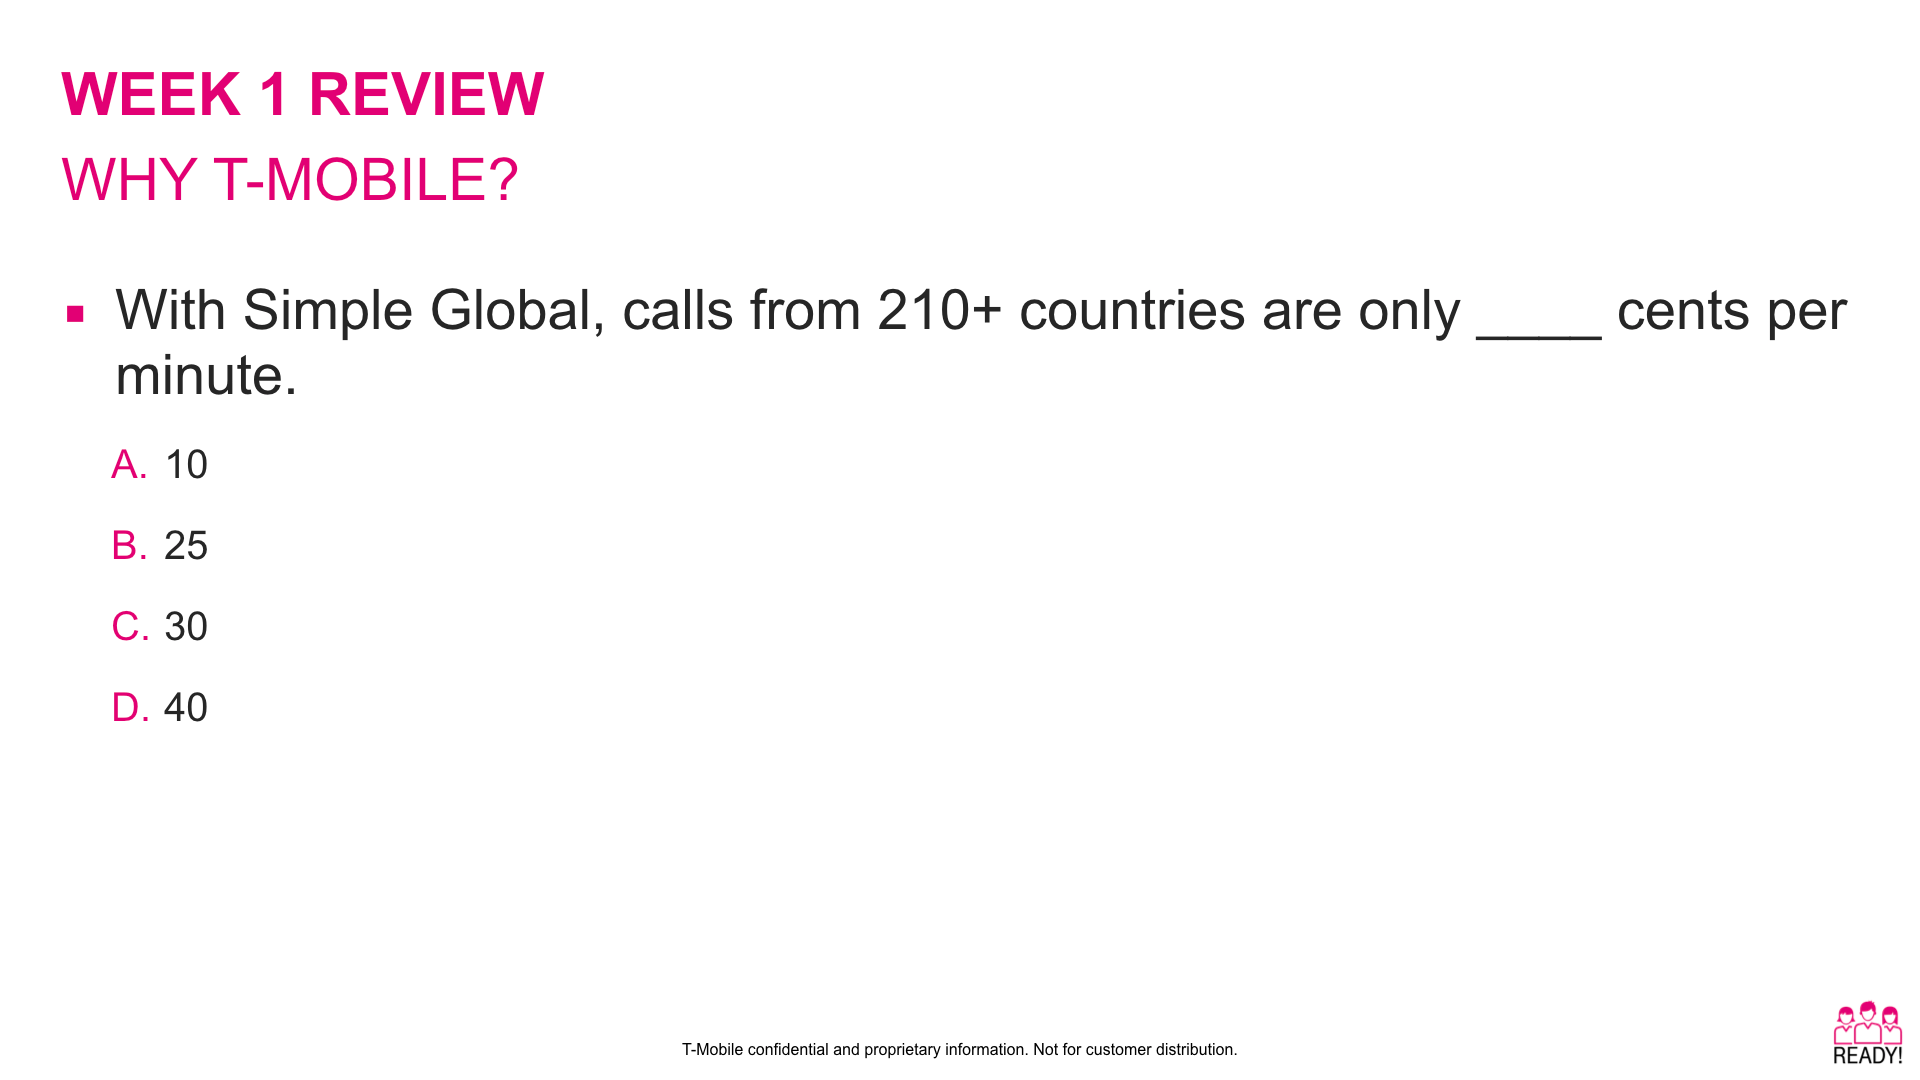 WEEK 1 REVIEW
WHY T-MOBILE?
▪ With Simple Global, calls from 210+ countries are only ____ cents per
minute.
A. 10
B. 25
C. 30
D. 40
READY!
T-Mobile confidential and proprietary information. Not for customer distribution.